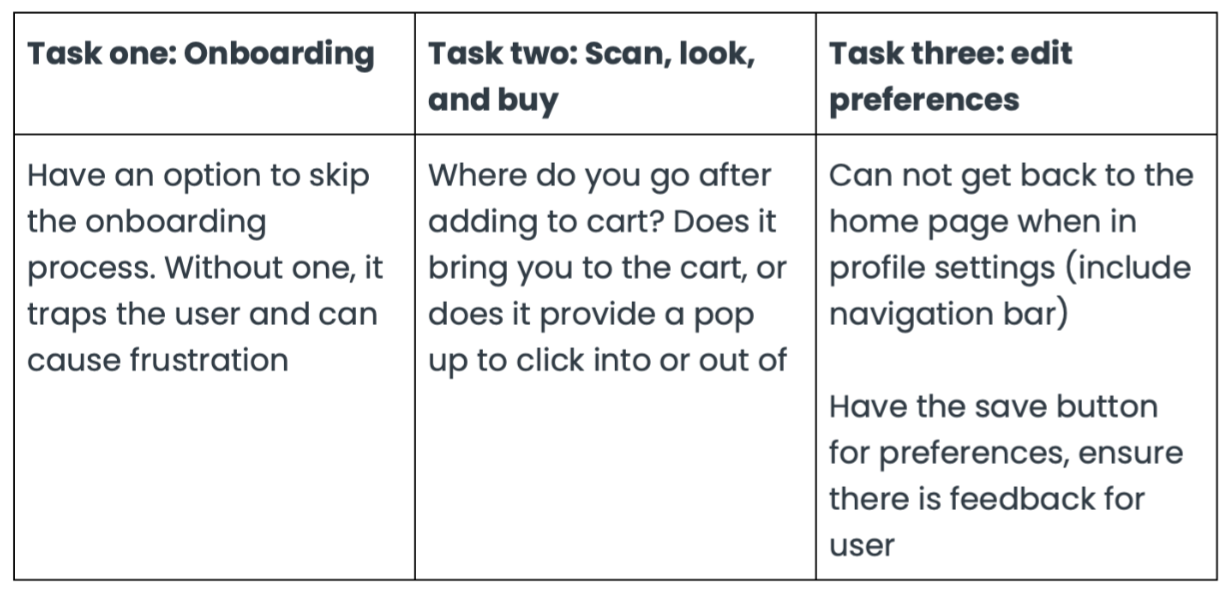 Task one: Onboarding
Task two: Scan, look,
and buy
Task three: edit
preferences
Have an option to skip
the onboarding
process. Without one, it
traps the user and can
cause frustration
Where do you go after
adding to cart? Does it
bring you to the cart, or
does it provide a pop
up to click into or out of
Can not get back to the
home page when in
profile settings (include
navigation bar)
Have the save button
for preferences, ensure
there is feedback for
user